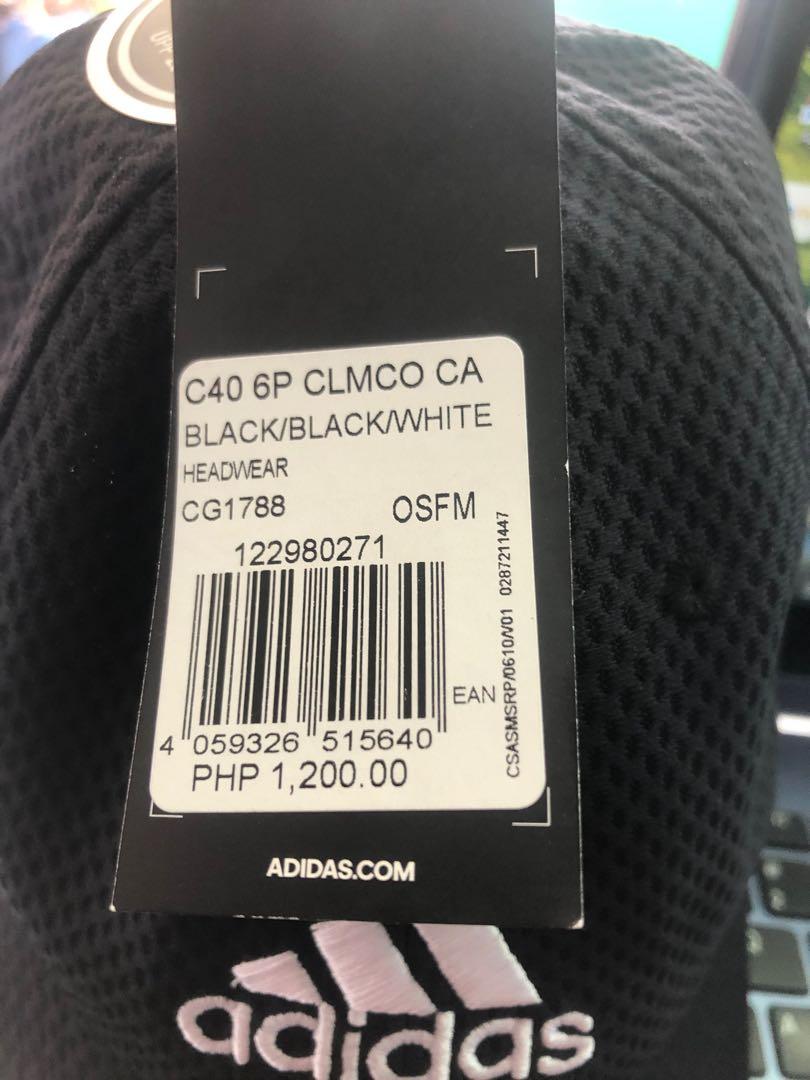 UPF
C40 6P CLMCO CA
BLACK/BLACK/WHITE
HEADWEAR
CG1788 OSFM
122980271
EAN
4 059326 515640
PHP 1,200.00
CSASMSRP/0610/V/01 0287211447
ADIDAS.COM
adidas